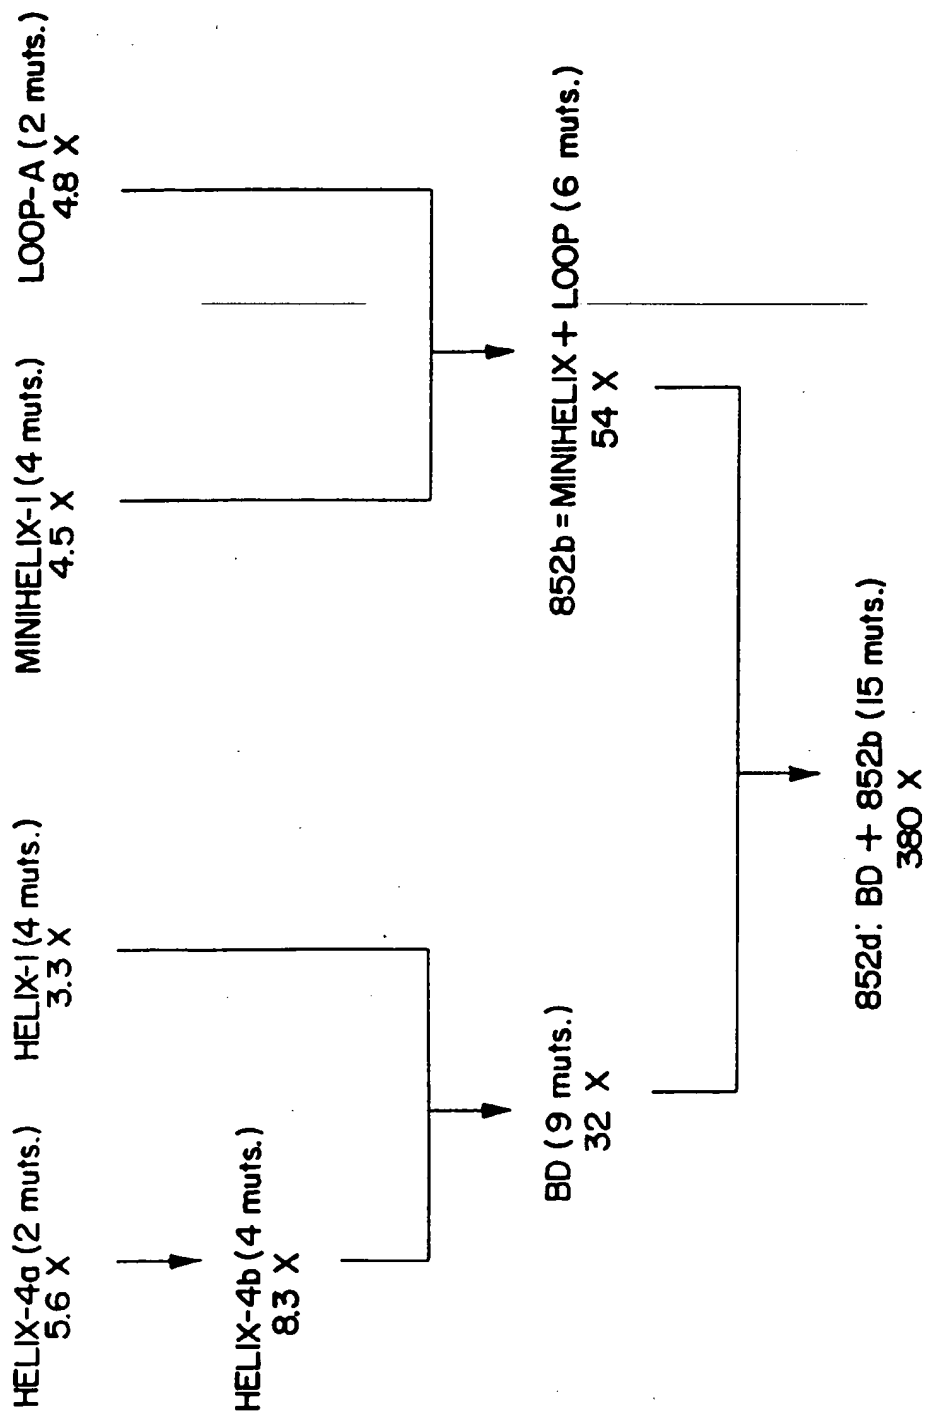 HELIX-4a (2 muts.)
5.6 X
HELIX-1 (4 muts.)
3.3 X
MINIHELIX-1 (4 muts.)
4.5 X
LOOP-A (2 muts.)
4.8 X
HELIX-4b (4 muts.)
8.3 X
BD (9 muts.)
32 X
852b = MINIHELIX + LOOP (6 muts.)
54 X
852d: BD + 852b (15 muts.)
380 X